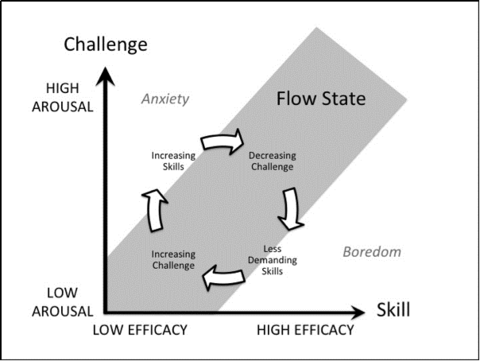 Challenge
HIGH
AROUSAL
Anxiety
Flow State
Increasing
Skills
Decreasing
Challenge
Increasing
Challenge
Less
Demanding
Skills
Boredom
LOW
AROUSAL
Skill
LOW EFFICACY
HIGH EFFICACY